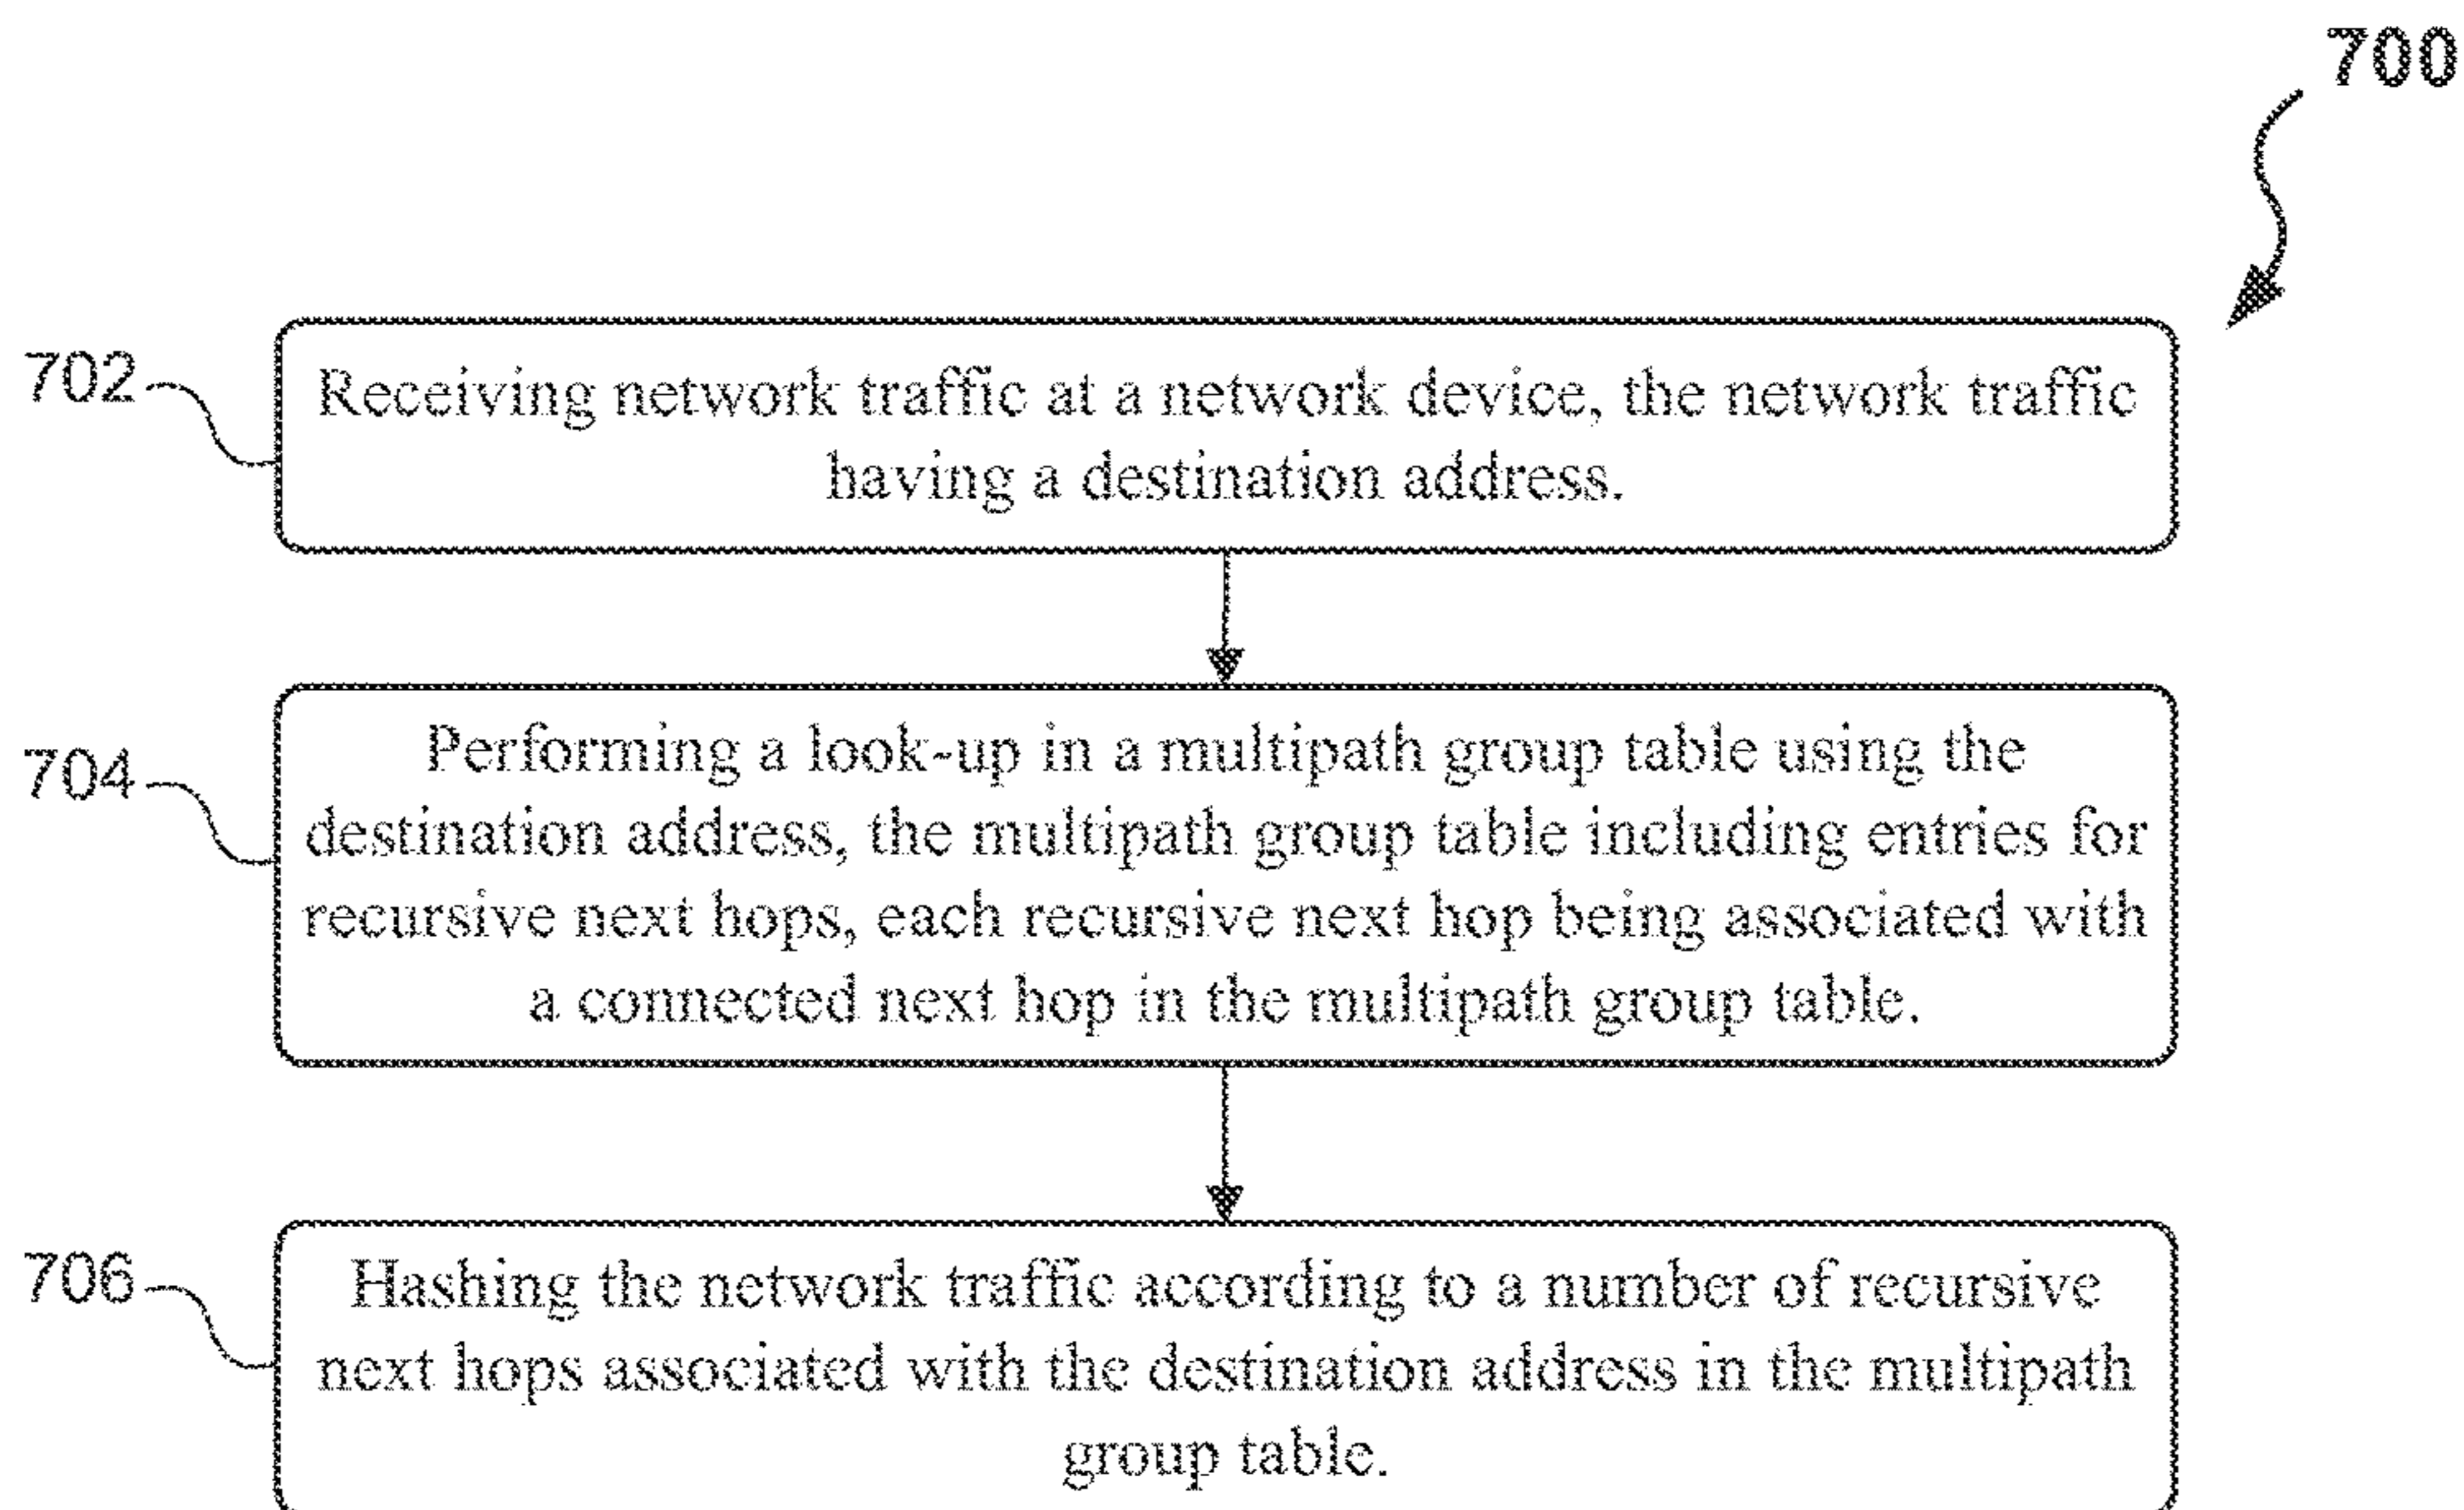 700
702
Receiving network traffic at a network device, the network traffic
having a destination address.
704
Performing a look-up in a multipath group table using the
destination address, the multipath group table including entries for
recursive next hops, each recursive next hop being associated with
a connected next hop in the multipath group table.
706
Hashing the network traffic according to a number of recursive
next hops associated with the destination address in the multipath
group table.